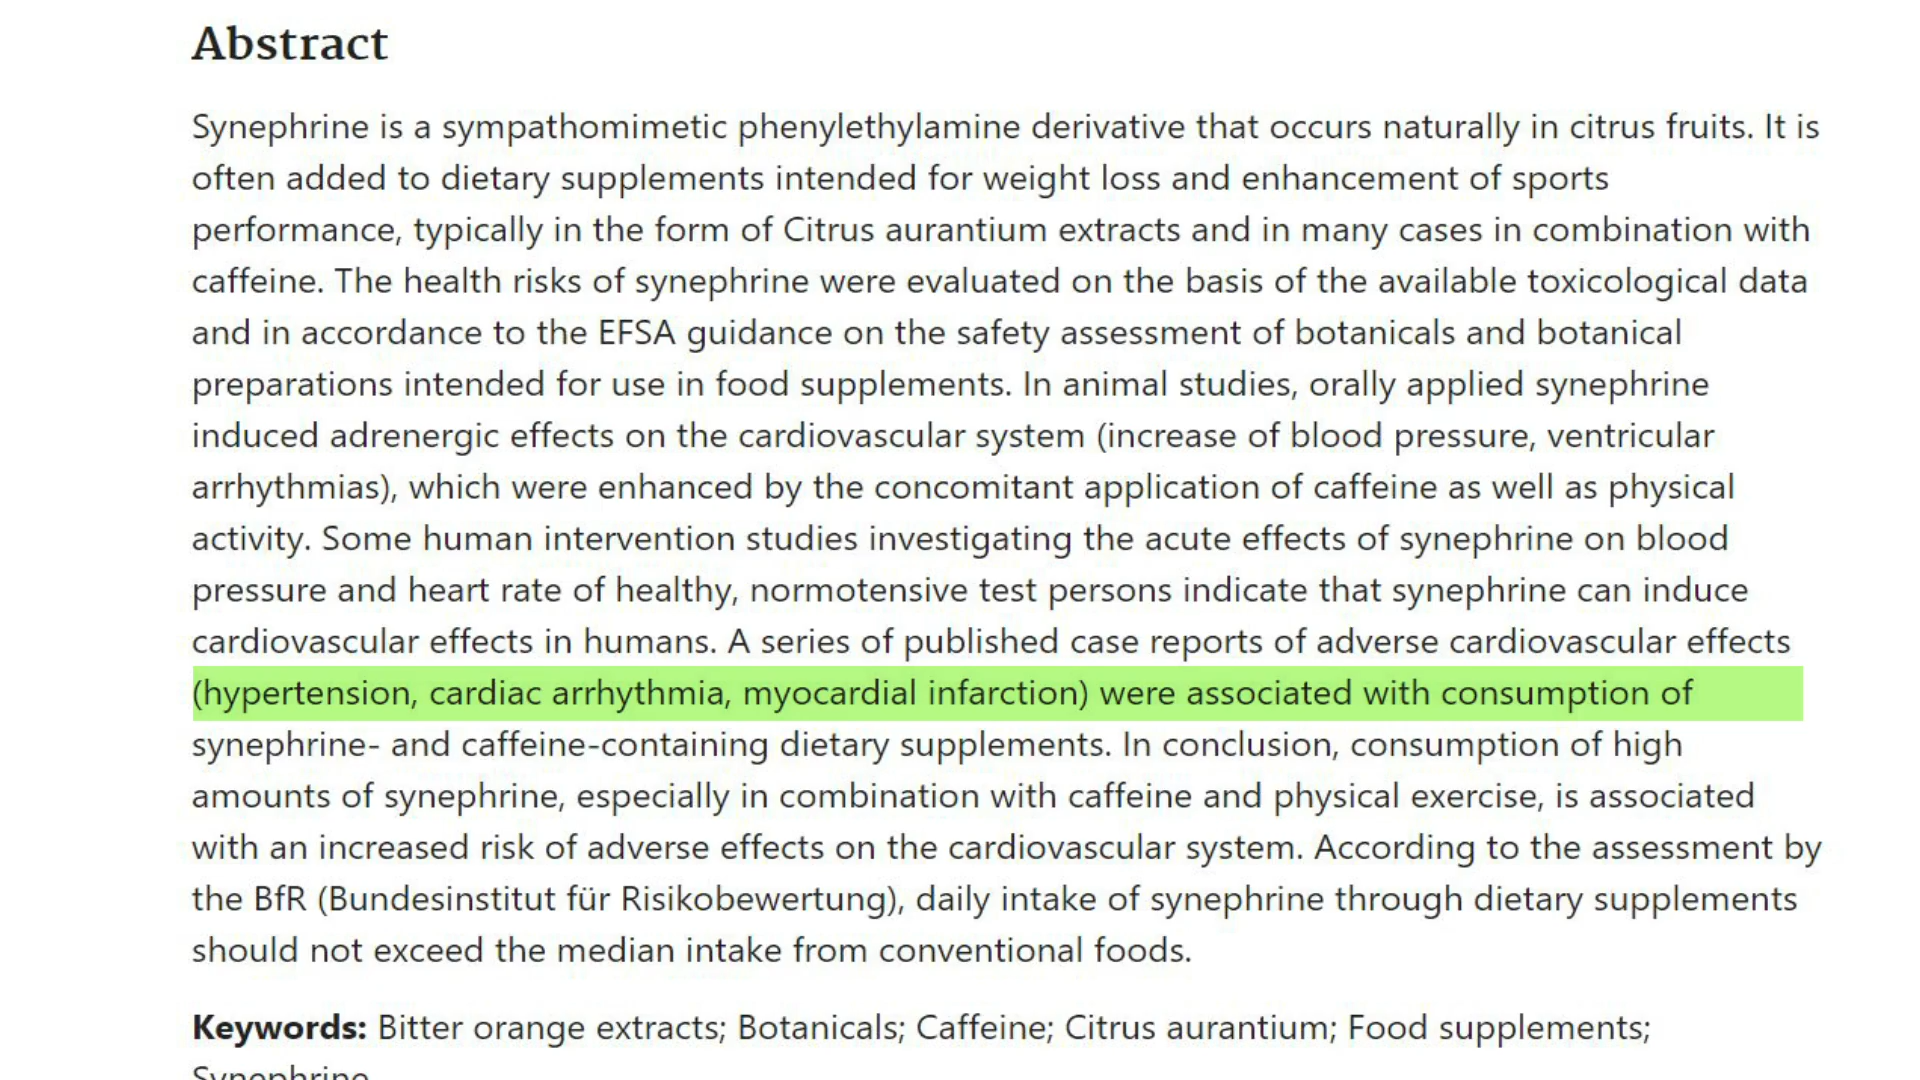 Abstract
Synephrine is a sympathomimetic phenylethylamine derivative that occurs naturally in citrus fruits. It is
often added to dietary supplements intended for weight loss and enhancement of sports
performance, typically in the form of Citrus aurantium extracts and in many cases in combination with
caffeine. The health risks of synephrine were evaluated on the basis of the available toxicological data
and in accordance to the EFSA guidance on the safety assessment of botanicals and botanical
preparations intended for use in food supplements. In animal studies, orally applied synephrine
induced adrenergic effects on the cardiovascular system (increase of blood pressure, ventricular
arrhythmias), which were enhanced by the concomitant application of caffeine as well as physical
activity. Some human intervention studies investigating the acute effects of synephrine on blood
pressure and heart rate of healthy, normotensive test persons indicate that synephrine can induce
cardiovascular effects in humans. A series of published case reports of adverse cardiovascular effects
(hypertension, cardiac arrhythmia, myocardial infarction) were associated with consumption of
synephrine- and caffeine-containing dietary supplements. In conclusion, consumption of high
amounts of synephrine, especially in combination with caffeine and physical exercise, is associated
with an increased risk of adverse effects on the cardiovascular system. According to the assessment by
the BfR (Bundesinstitut für Risikobewertung), daily intake of synephrine through dietary supplements
should not exceed the median intake from conventional foods.
Keywords: Bitter orange extracts; Botanicals; Caffeine; Citrus aurantium; Food supplements;
Synephrine